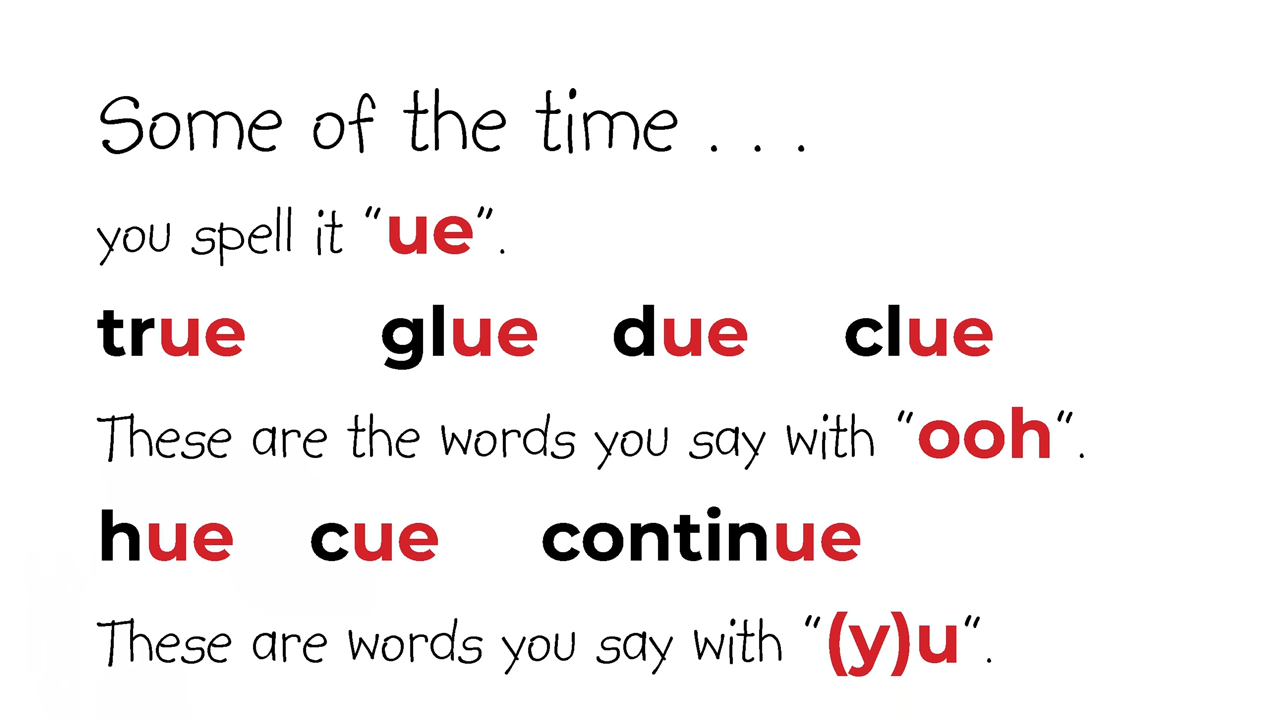 Some of the time . . .
you spell it "ue".
true glue due clue
These are the words you say with "ooh".
hue cue continue
These are words you say with "(y)u".